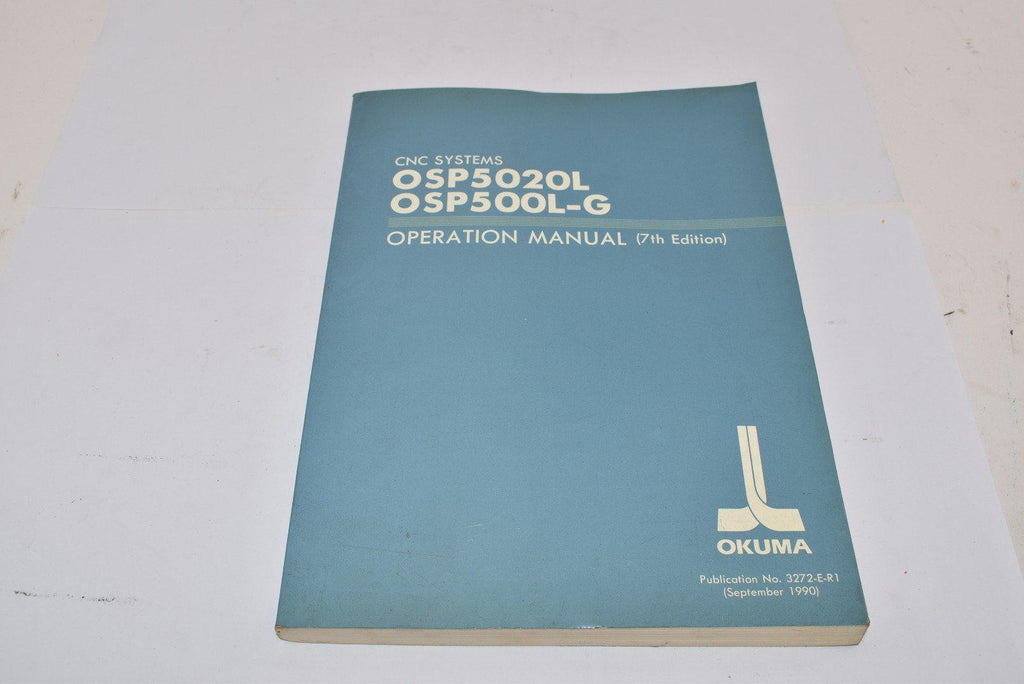 CNC SYSTEMS
OSP5020L
OSP500L-G
OPERATION MANUAL (7th Edition)
OKUMA
Publication No. 3272-E-R1
(September 1990)